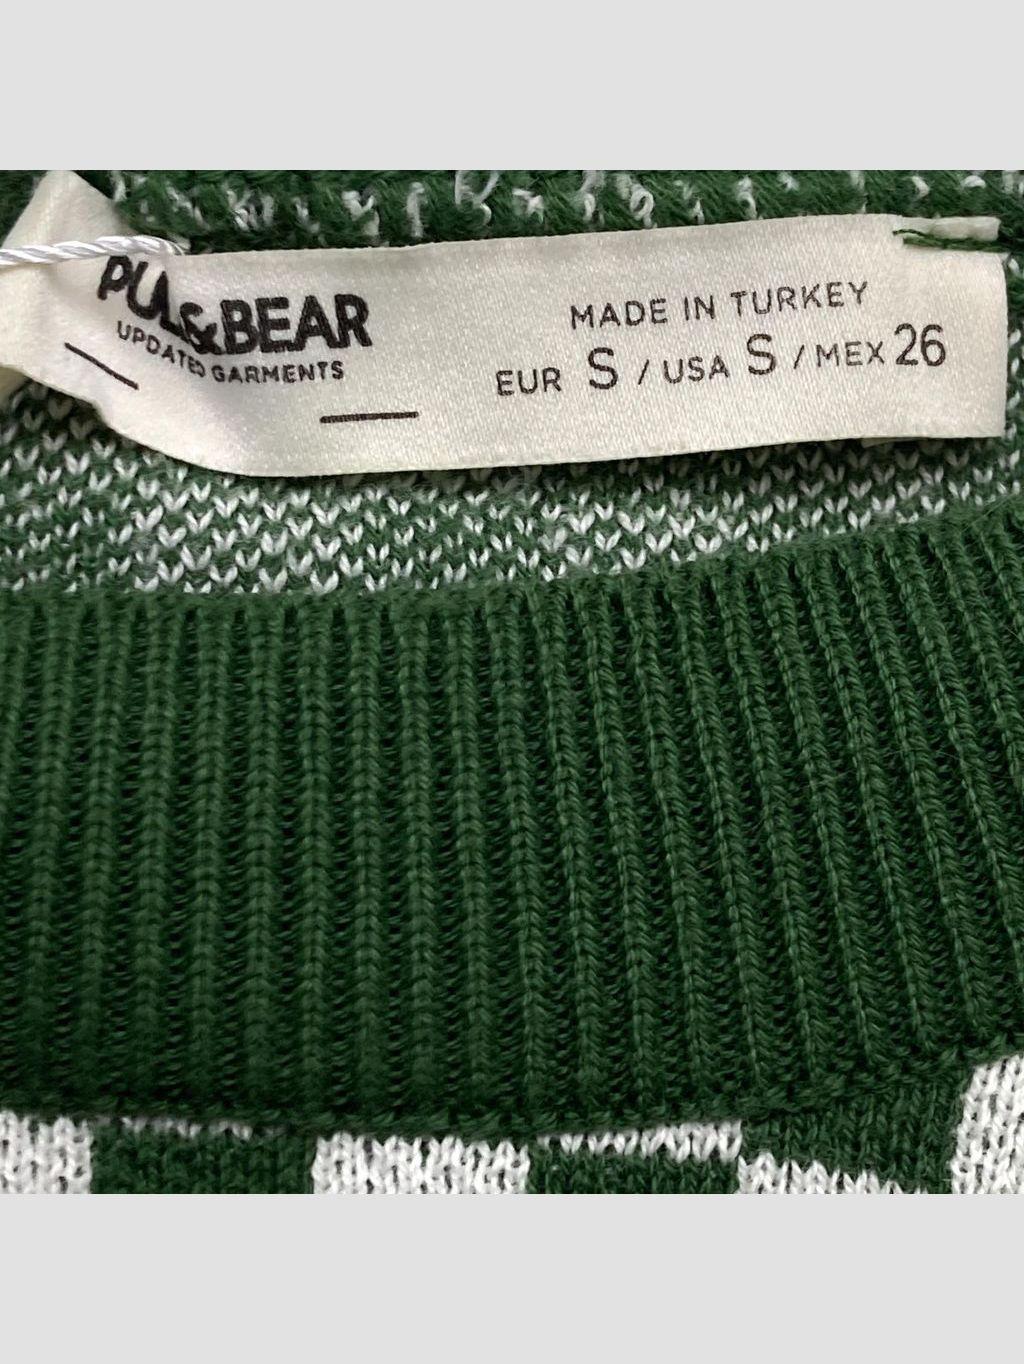 PULL&BEAR
UPDATED GARMENTS
MADE IN TURKEY
EUR S / USA S / MEX 26